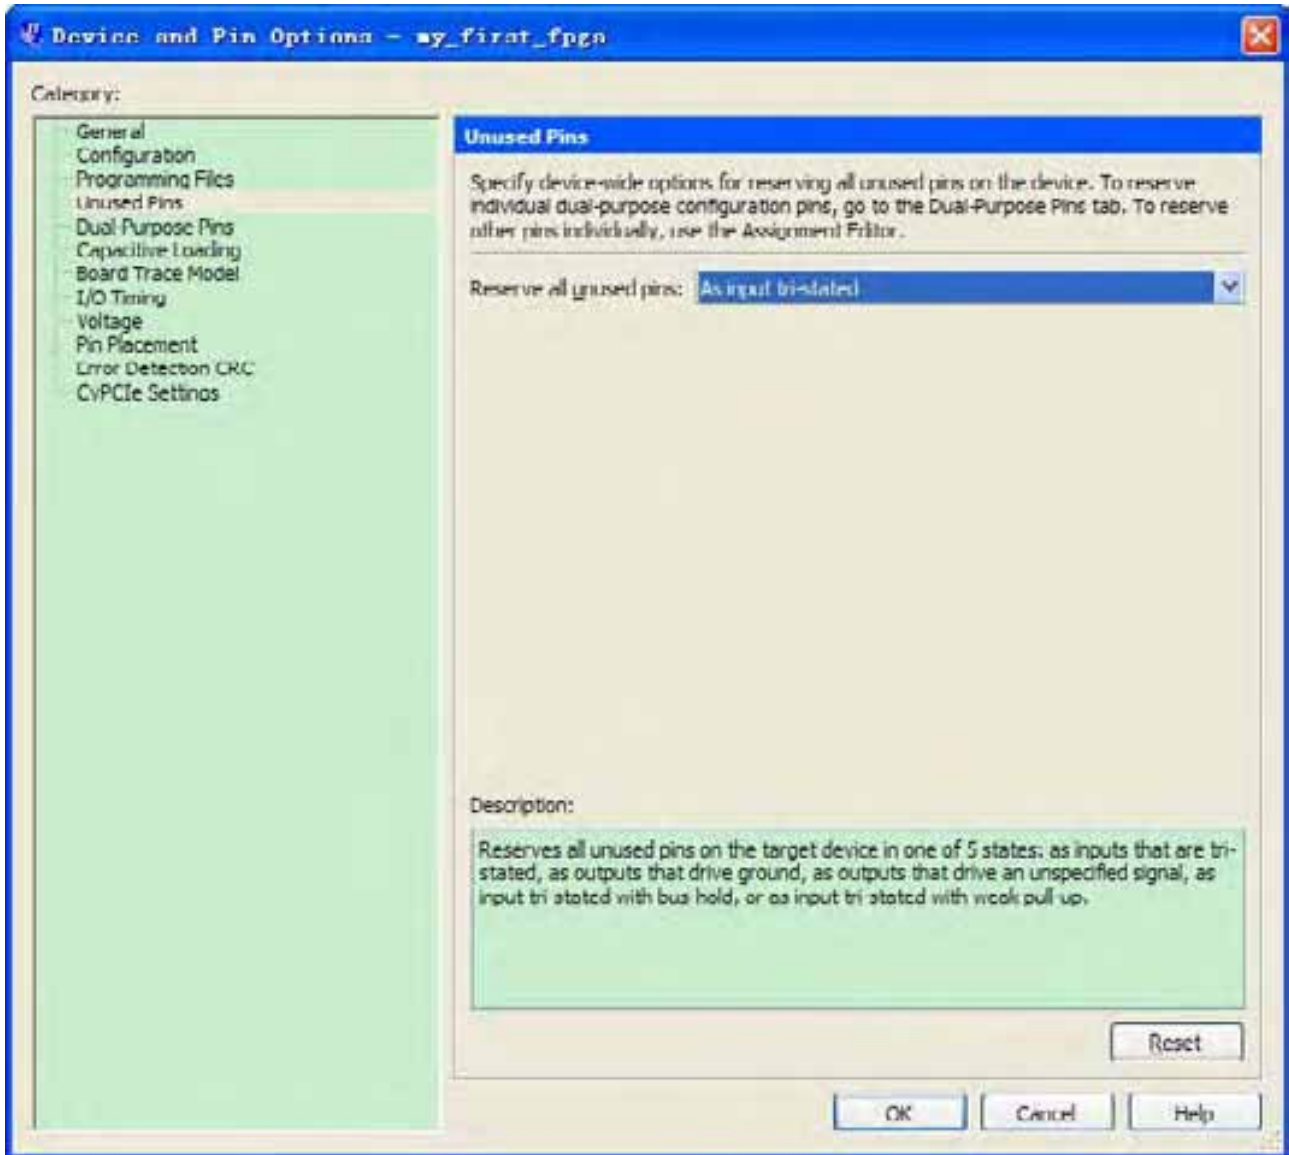 Device and Pin Options - my_first_fpga
Category:
General
Configuration
Programming Files
Unused Pins
Dual-Purpose Pins
Capacitive Loading
Board Trace Model
I/O Timing
Voltage
Pin Placement
Error Detection CRC
CvPCIe Settings
Unused Pins
Specify device-wide options for reserving all unused pins on the device. To reserve
individual dual-purpose configuration pins, go to the Dual-Purpose Pins tab. To reserve
other pins individually, use the Assignment Editor.
Reserve all unused pins: As input tri-stated
Description:
Reserves all unused pins on the target device in one of 5 states: as inputs that are tri-
stated, as outputs that drive ground, as outputs that drive an unspecified signal, as
input tri-stated with bus hold, or as input tri-stated with weak pull-up.
Reset
OK Cancel Help